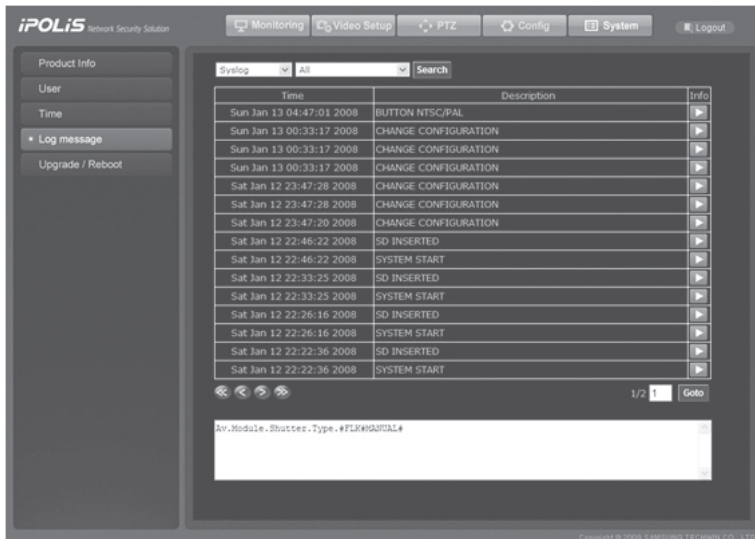 iPOLiS Network Security Solution
Monitoring
Video Setup
PTZ
Config
System
Logout
Product Info
User
Time
Log message
Upgrade / Reboot
Syslog
All
Search
Time Description Info
Sun Jan 13 04:47:01 2008 BUTTON NTSC/PAL
Sun Jan 13 00:33:17 2008 CHANGE CONFIGURATION
Sun Jan 13 00:33:17 2008 CHANGE CONFIGURATION
Sun Jan 13 00:33:17 2008 CHANGE CONFIGURATION
Sat Jan 12 23:47:28 2008 CHANGE CONFIGURATION
Sat Jan 12 23:47:28 2008 CHANGE CONFIGURATION
Sat Jan 12 23:47:20 2008 CHANGE CONFIGURATION
Sat Jan 12 22:46:22 2008 SD INSERTED
Sat Jan 12 22:46:22 2008 SYSTEM START
Sat Jan 12 22:33:25 2008 SD INSERTED
Sat Jan 12 22:33:25 2008 SYSTEM START
Sat Jan 12 22:26:16 2008 SD INSERTED
Sat Jan 12 22:26:16 2008 SYSTEM START
Sat Jan 12 22:22:36 2008 SD INSERTED
Sat Jan 12 22:22:36 2008 SYSTEM START
1/2 1 Goto
Av.Module.Shutter.Type.#FLK#MANUAL#
Copyright © 2009 SAMSUNG TECHWIN CO., LTD